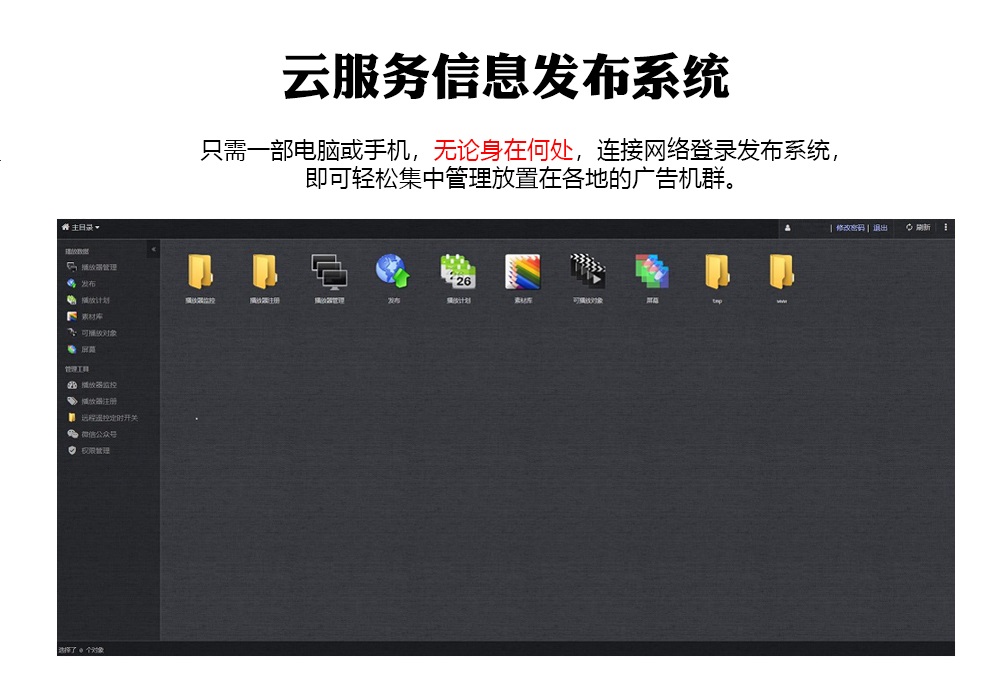 云服务信息发布系统
只需一部电脑或手机，无论身在何处，连接网络登录发布系统，
即可轻松集中管理放置在各地的广告机群。
主目录
| 修改密码 | 退出
刷新
播放数据
播放器管理
发布
播放计划
素材库
可播放对象
屏幕
管理工具
播放器监控
播放器注册
远程遥控定时开关
微信公众号
权限管理
播放器监控
播放器注册
播放器管理
发布
26
播放计划
素材库
可播放对象
屏幕
tmp
www
选择了 0 个对象